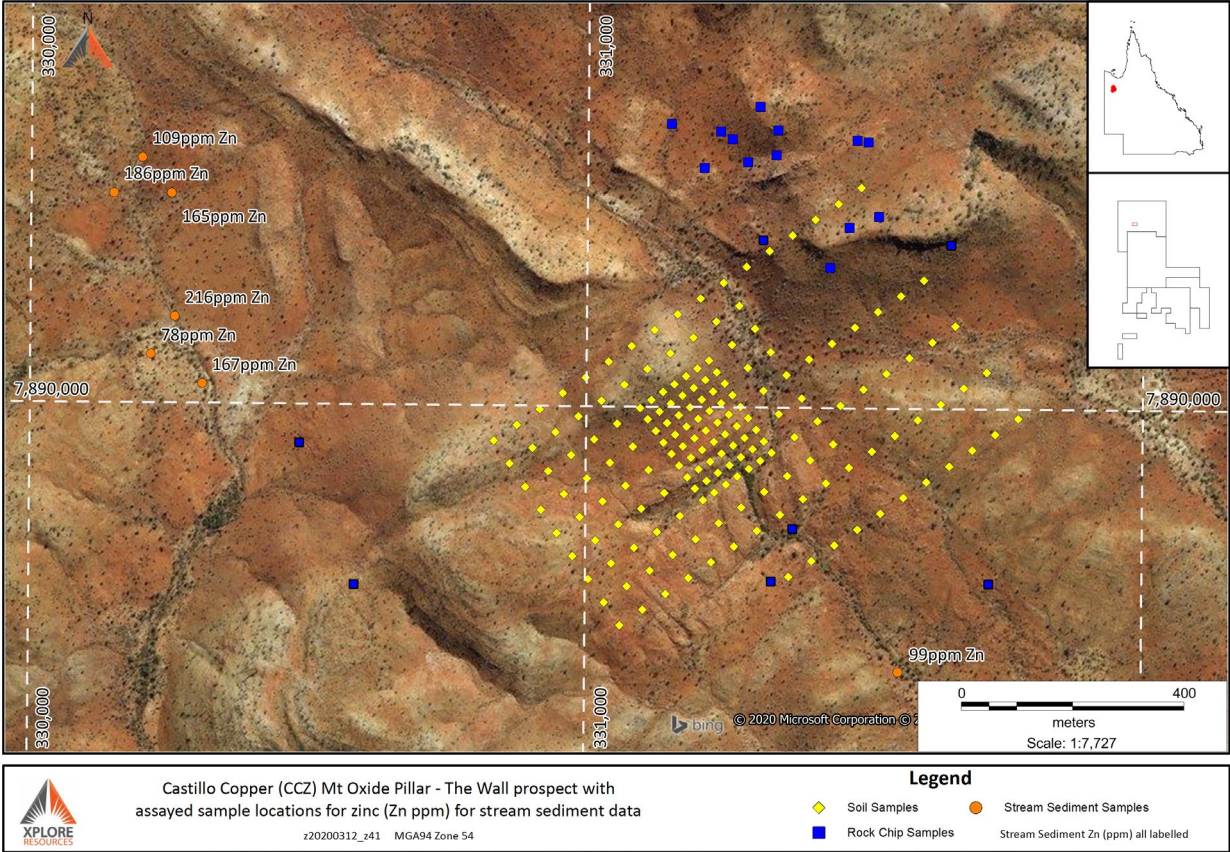 N
330,000
331,000
109ppm Zn
186ppm Zn
165ppm Zn
216ppm Zn
78ppm Zn
167ppm Zn
7,890,000
7,890,000
99ppm Zn
330,000
331,000
bing
© 2020 Microsoft Corporation © 2
0 400
meters
Scale: 1:7,727
XPLORE
RESOURCES
Castillo Copper (CCZ) Mt Oxide Pillar - The Wall prospect with
assayed sample locations for zinc (Zn ppm) for stream sediment data
z20200312_z41 MGA94 Zone 54
Legend
Soil Samples
Stream Sediment Samples
Rock Chip Samples
Stream Sediment Zn (ppm) all labelled